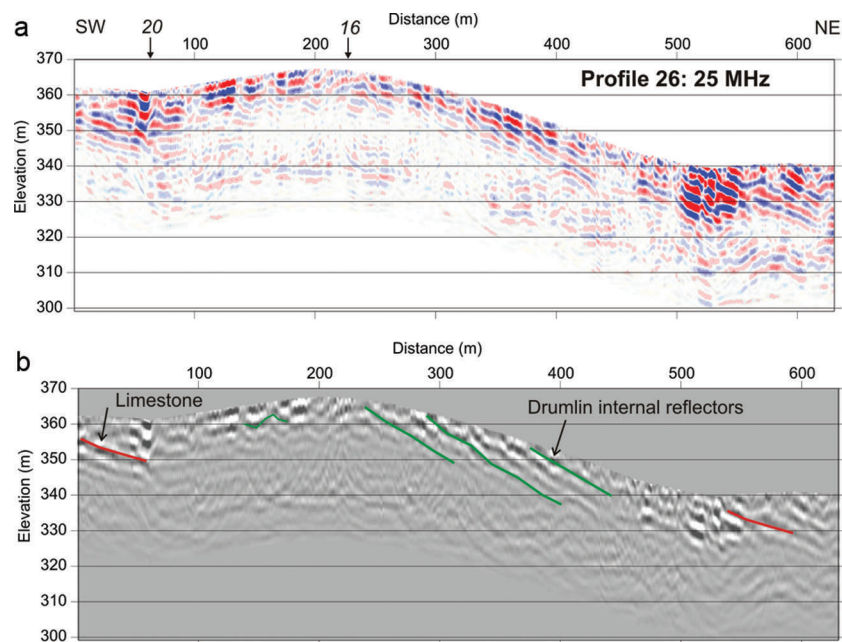 a
SW 20 Distance (m) 16 NE
100 200 300 400 500 600
Profile 26: 25 MHz
Elevation (m)
370
360
350
340
330
320
310
300
b
Distance (m)
100 200 300 400 500 600
Limestone
Drumlin internal reflectors
Elevation (m)
370
360
350
340
330
320
310
300